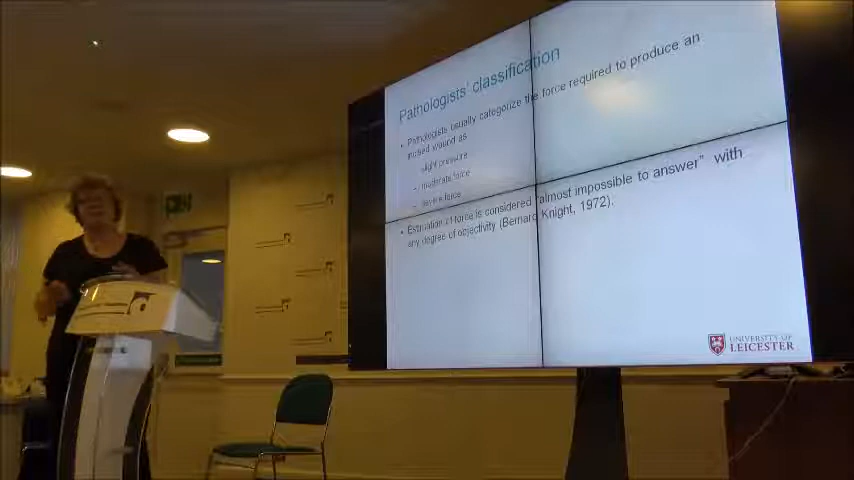 Pathologists' classification
• Pathologists usually categorize the force required to produce an
incised wound as
– slight pressure
– moderate force
– severe force
• Estimation of force is considered "almost impossible to answer" with
any degree of objectivity (Bernard Knight, 1972).
UNIVERSITY OF
LEICESTER